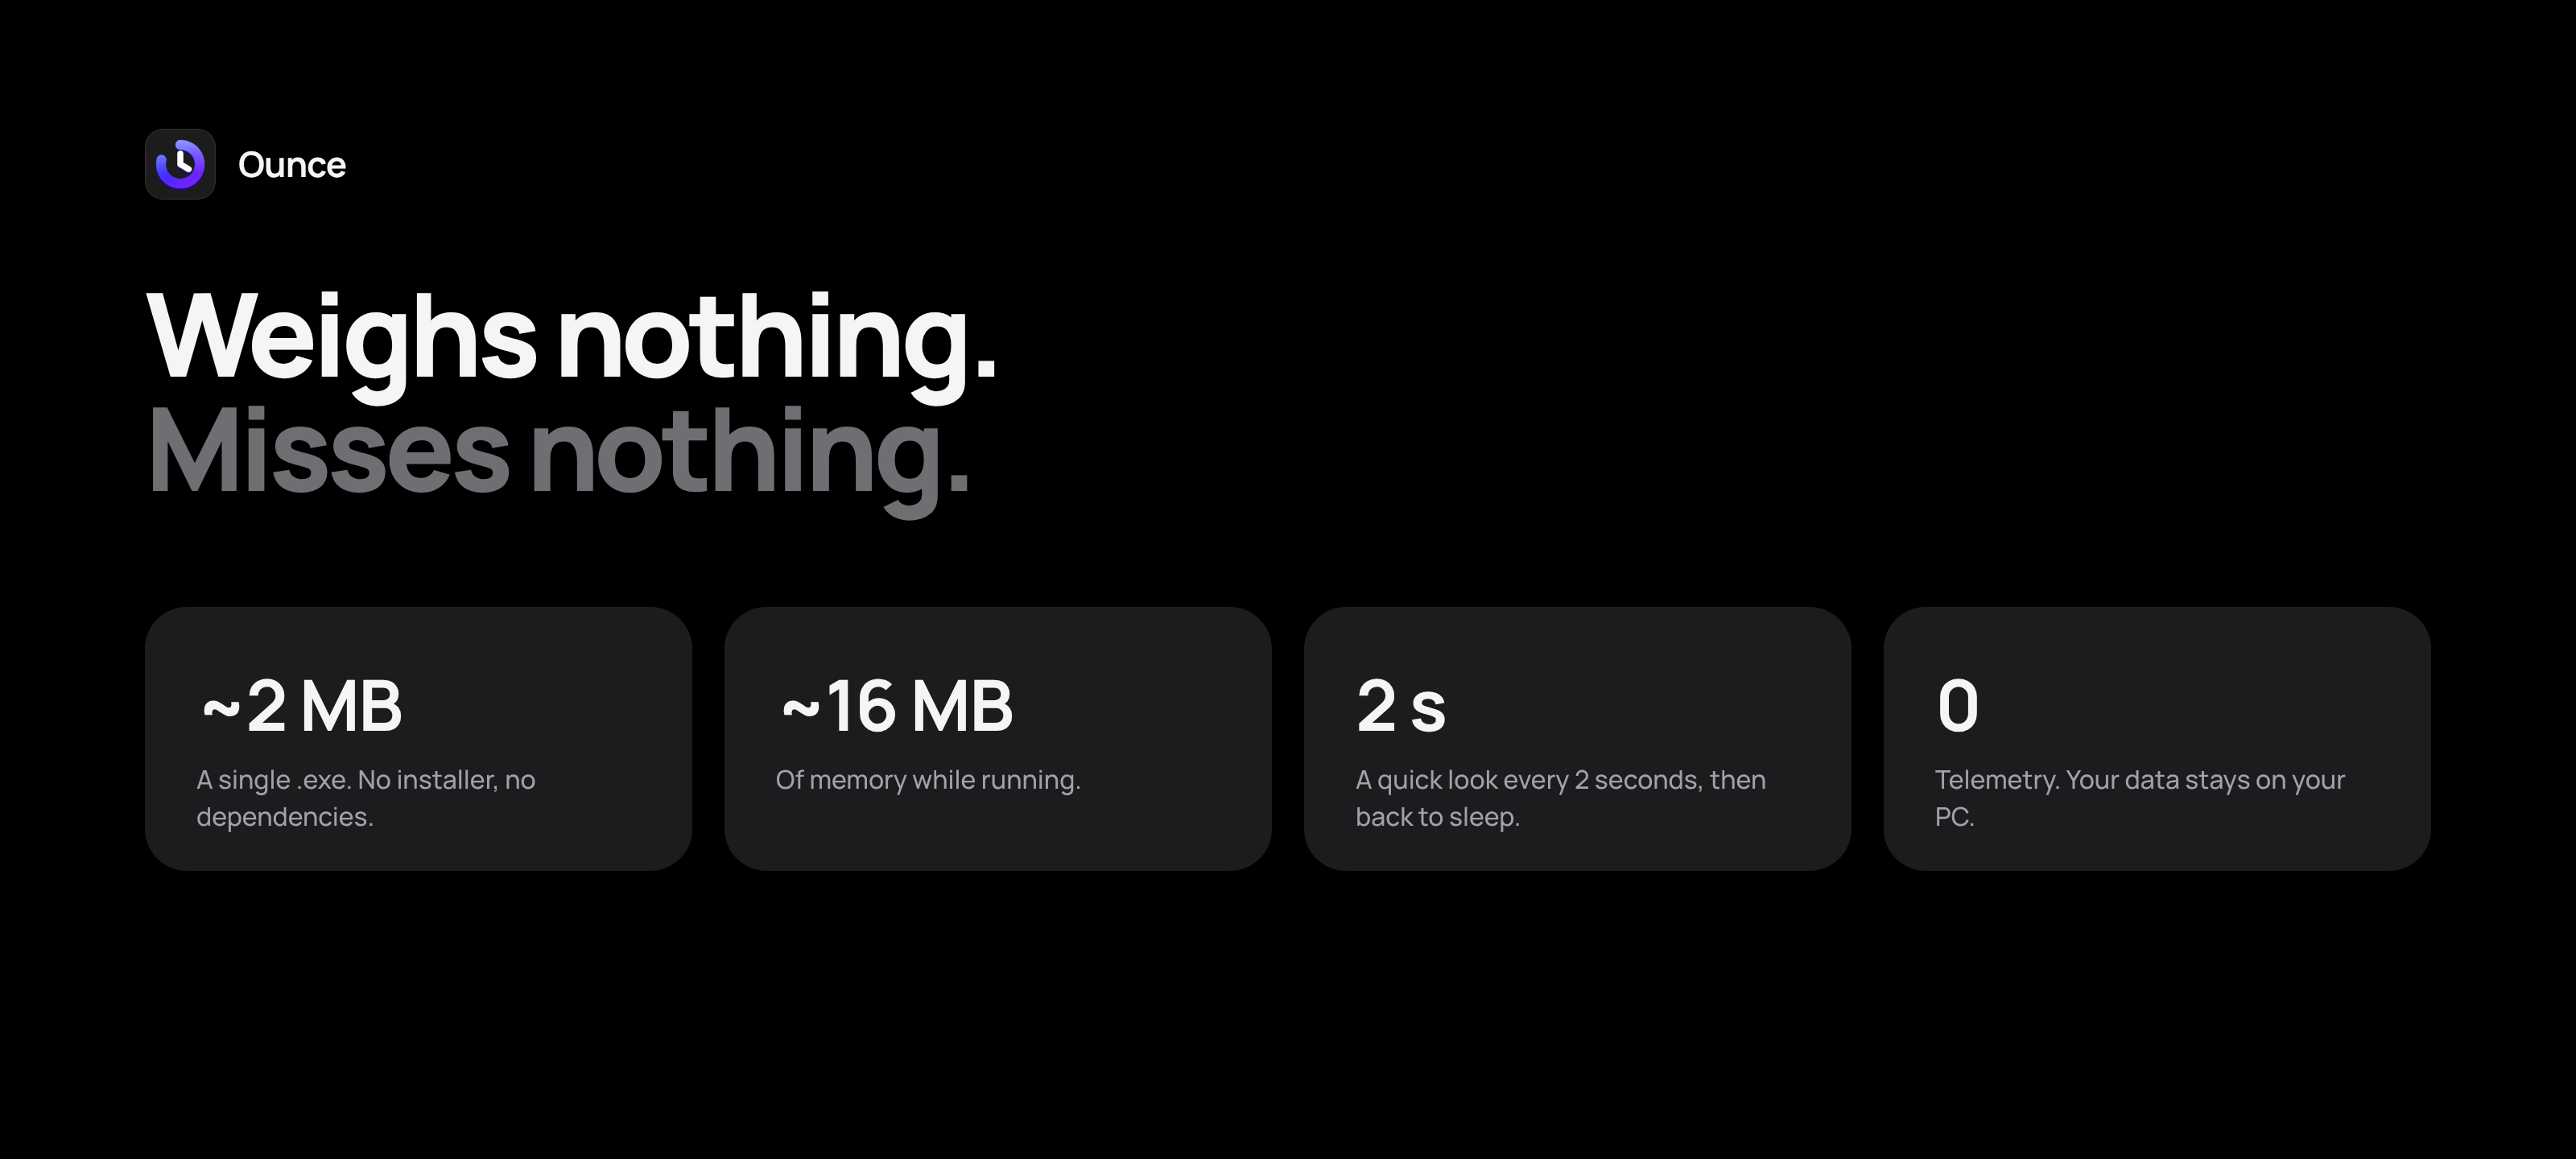 Ounce
Weighs nothing.
Misses nothing.
~2 MB
A single .exe. No installer, no
dependencies.
~16 MB
Of memory while running.
2 s
A quick look every 2 seconds, then
back to sleep.
0
Telemetry. Your data stays on your
PC.